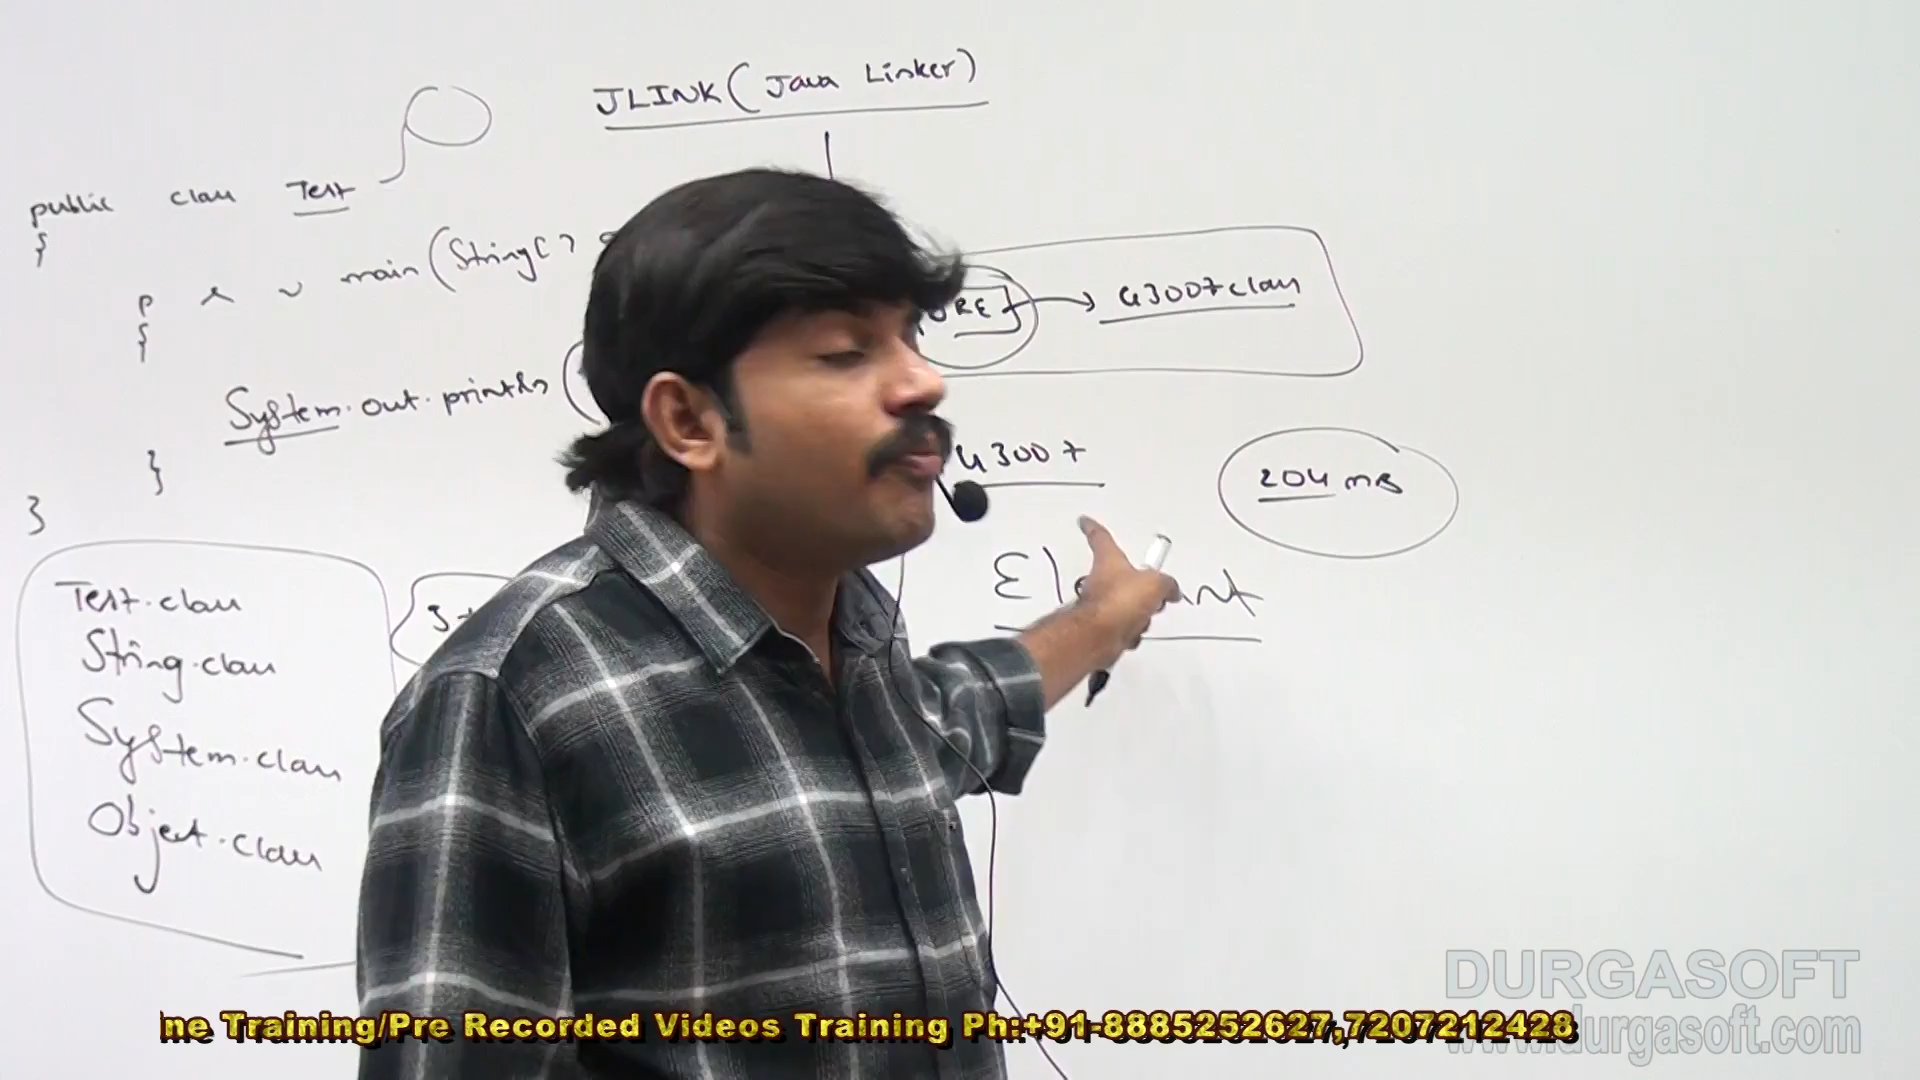 JLINK (Java Linker)
public class Test
{
p s v main (String[]
{
System.out.println (
}
}
JRE → 4300+ class
4300+
204 MB
Test.class
String.class
System.class
Object.class
DURGASOFT
www.durgasoft.com
ne Training/Pre Recorded Videos Training Ph:+91-8885252627,7207212428